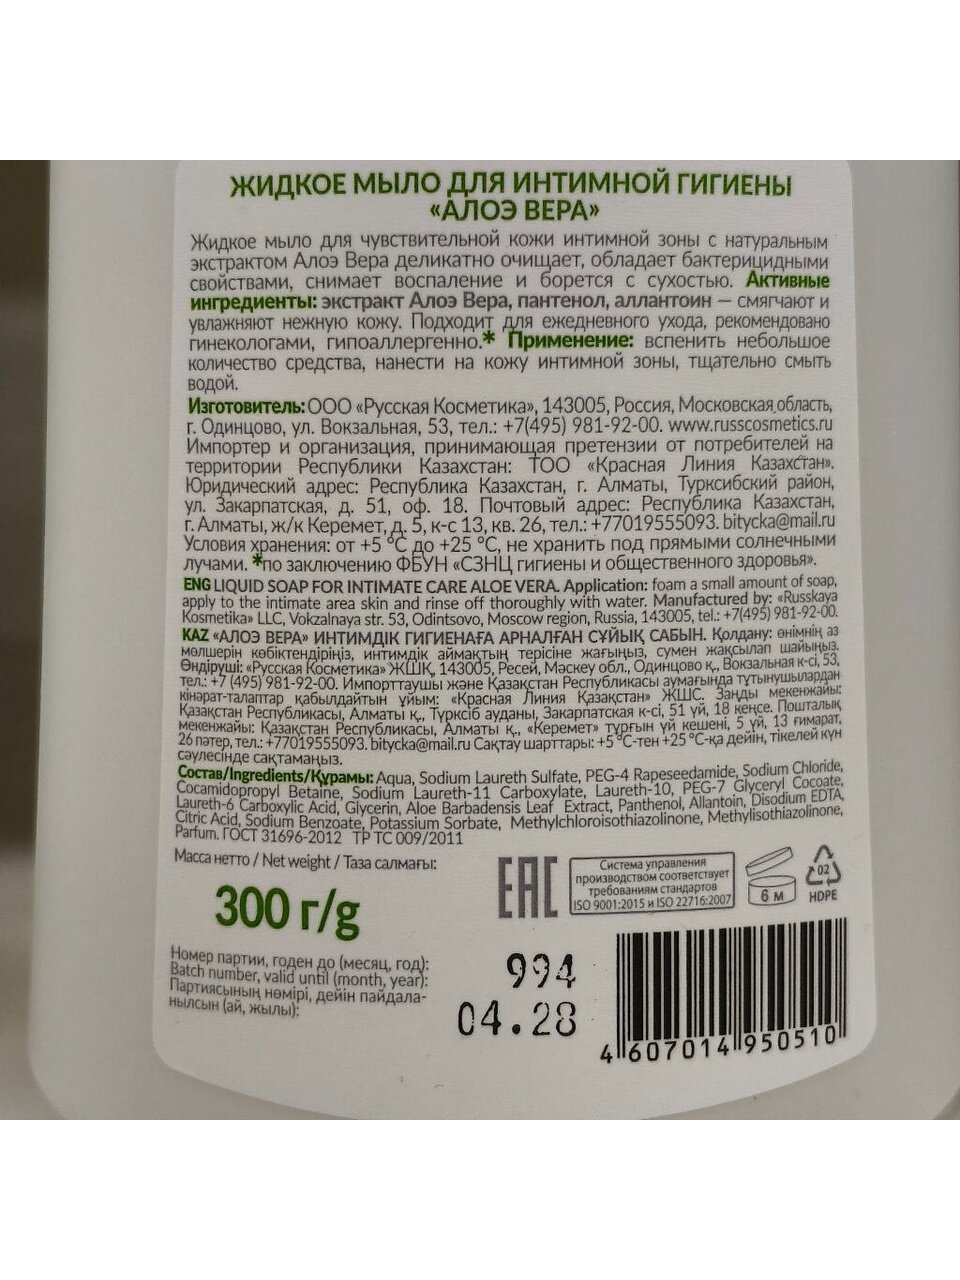 ЖИДКОЕ МЫЛО ДЛЯ ИНТИМНОЙ ГИГИЕНЫ
«АЛОЭ ВЕРА»
Жидкое мыло для чувствительной кожи интимной зоны с натуральным
экстрактом Алоэ Вера деликатно очищает, обладает бактерицидными
свойствами, снимает воспаление и борется с сухостью. Активные
ингредиенты: экстракт Алоэ Вера, пантенол, аллантоин — смягчают и
увлажняют нежную кожу. Подходит для ежедневного ухода, рекомендовано
гинекологами, гипоаллергенно.* Применение: вспенить небольшое
количество средства, нанести на кожу интимной зоны, тщательно смыть
водой.
Изготовитель: ООО «Русская Косметика», 143005, Россия, Московская область,
г. Одинцово, ул. Вокзальная, 53, тел.: +7(495) 981-92-00. www.russcosmetics.ru
Импортер и организация, принимающая претензии от потребителей на
территории Республики Казахстан: ТОО «Красная Линия Казахстан».
Юридический адрес: Республика Казахстан, г. Алматы, Турксибский район,
ул. Закарпатская, д. 51, оф. 18. Почтовый адрес: Республика Казахстан,
г. Алматы, ж/к Керемет, д. 5, к-с 13, кв. 26, тел.: +77019555093. bitycka@mail.ru
Условия хранения: от +5 °C до +25 °C, не хранить под прямыми солнечными
лучами. *по заключению ФБУН «СЗНЦ гигиены и общественного здоровья».
ENG LIQUID SOAP FOR INTIMATE CARE ALOE VERA. Application: foam a small amount of soap,
apply to the intimate area skin and rinse off thoroughly with water. Manufactured by: «Russkaya
Kosmetika» LLC, Vokzalnaya str. 53, Odintsovo, Moscow region, Russia, 143005, tel.: +7(495) 981-92-00.
KAZ «АЛОЭ ВЕРА» ИНТИМДІК ГИГИЕНАҒА АРНАЛҒАН СҰЙЫҚ САБЫН. Қолдану: өнімнің аз
мөлшерін көбіктендіріңіз, интимдік аймақтың терісіне жағыңыз, сумен жақсылап шайыңыз.
Өндіруші: «Русская Косметика» ЖШҚ, 143005, Ресей, Мәскеу обл., Одинцово қ., Вокзальная к-сі, 53,
тел.: +7 (495) 981-92-00. Импорттаушы және Қазақстан Республикасы аумағында тұтынушылардан
кінәрат-талаптар қабылдайтын ұйым: «Красная Линия Қазақстан» ЖШС. Заңды мекенжайы:
Қазақстан Республикасы, Алматы қ., Түрксіб ауданы, Закарпатская к-сі, 51 үй, 18 кеңсе. Пошталық
мекенжайы: Қазақстан Республикасы, Алматы қ., «Керемет» тұрғын үй кешені, 5 үй, 13 ғимарат,
26 пәтер, тел.: +77019555093. bitycka@mail.ru Сақтау шарттары: +5 °C-тен +25 °C-қа дейін, тікелей күн
сәулесінде сақтамаңыз.
Состав/Ingredients/Құрамы: Aqua, Sodium Laureth Sulfate, PEG-4 Rapeseedamide, Sodium Chloride,
Cocamidopropyl Betaine, Sodium Laureth-11 Carboxylate, Laureth-10, PEG-7 Glyceryl Cocoate,
Laureth-6 Carboxylic Acid, Glycerin, Aloe Barbadensis Leaf Extract, Panthenol, Allantoin, Disodium EDTA,
Citric Acid, Sodium Benzoate, Potassium Sorbate, Methylchloroisothiazolinone, Methylisothiazolinone,
Parfum. ГОСТ 31696-2012 ТР ТС 009/2011
Масса нетто / Net weight / Таза салмағы:
300 г/g
EAC
Система управления
производством соответствует
требованиям стандартов
ISO 9001:2015 и ISO 22716:2007
6 м
02
HDPE
Номер партии, годен до (месяц, год):
Batch number, valid until (month, year):
Партиясының нөмірі, дейін пайдала-
нылсын (ай, жылы):
994
04.28
4 607014 950510